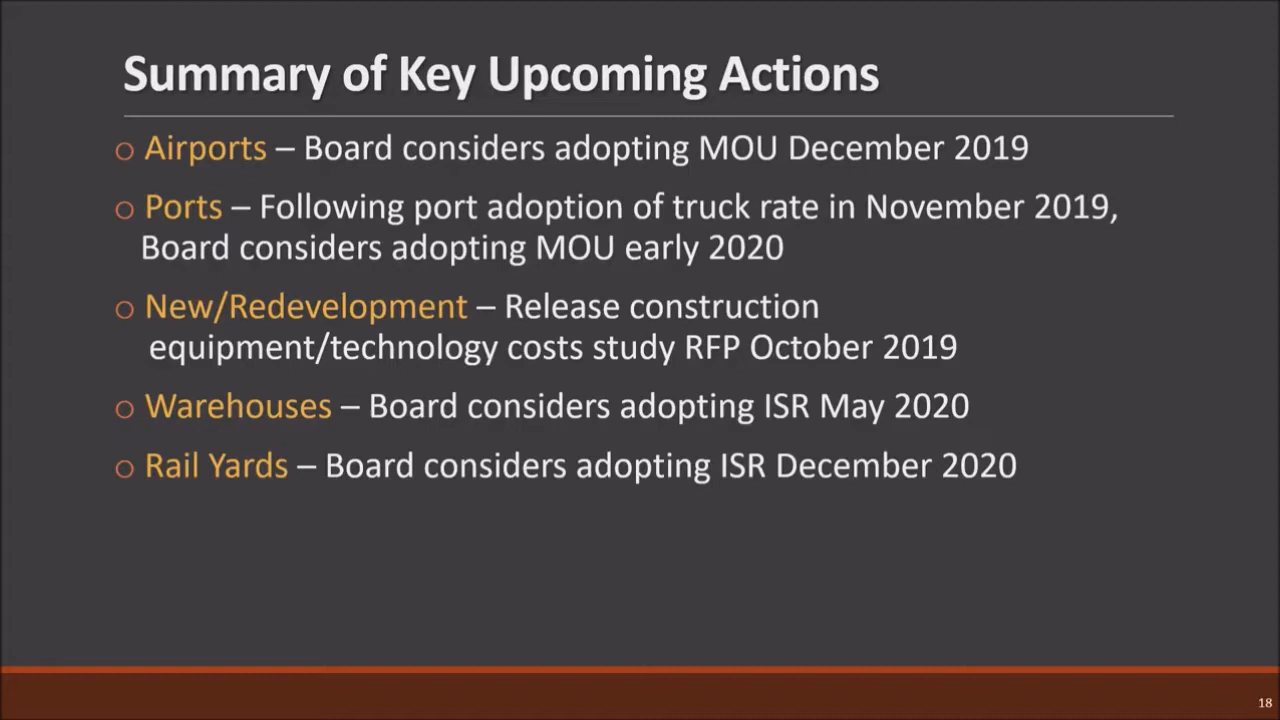 Summary of Key Upcoming Actions
o Airports – Board considers adopting MOU December 2019
o Ports – Following port adoption of truck rate in November 2019,
Board considers adopting MOU early 2020
o New/Redevelopment – Release construction
equipment/technology costs study RFP October 2019
o Warehouses – Board considers adopting ISR May 2020
o Rail Yards – Board considers adopting ISR December 2020
18